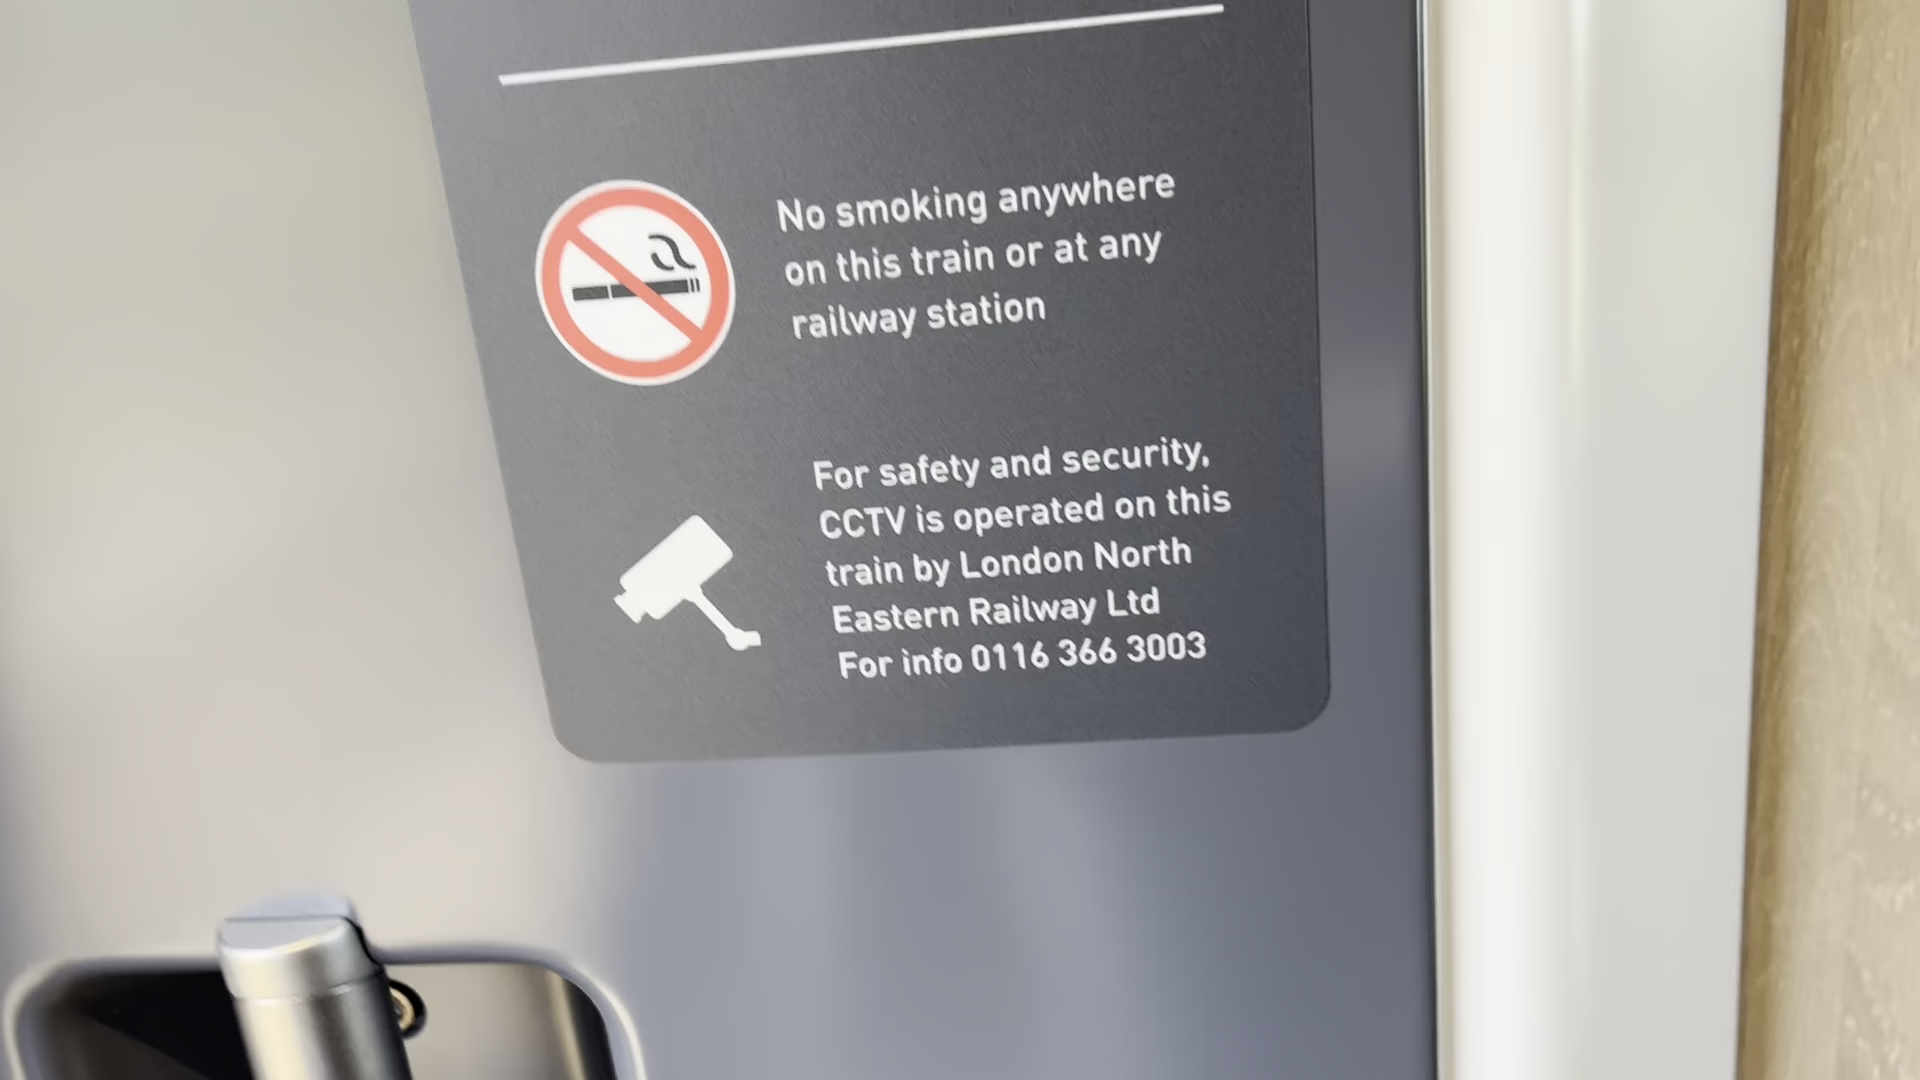 No smoking anywhere
on this train or at any
railway station
For safety and security,
CCTV is operated on this
train by London North
Eastern Railway Ltd
For info 0116 366 3003